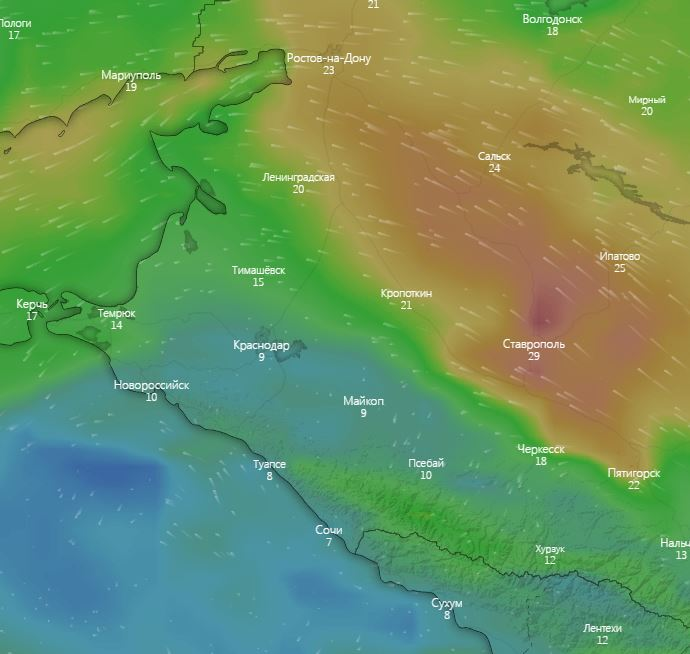 21
Волгодонск
18
Пологи
17
Ростов-на-Дону
23
Мариуполь
19
Мирный
20
Сальск
24
Ленинградская
20
Ипатово
25
Тимашёвск
15
Кропоткин
21
Керчь
17
Темрюк
14
Ставрополь
29
Краснодар
9
Новороссийск
10
Майкоп
9
Черкесск
18
Туапсе
8
Псебай
10
Пятигорск
22
Сочи
7
Хурзук
12
Нальч
13
Сухум
8
Лентехи
12